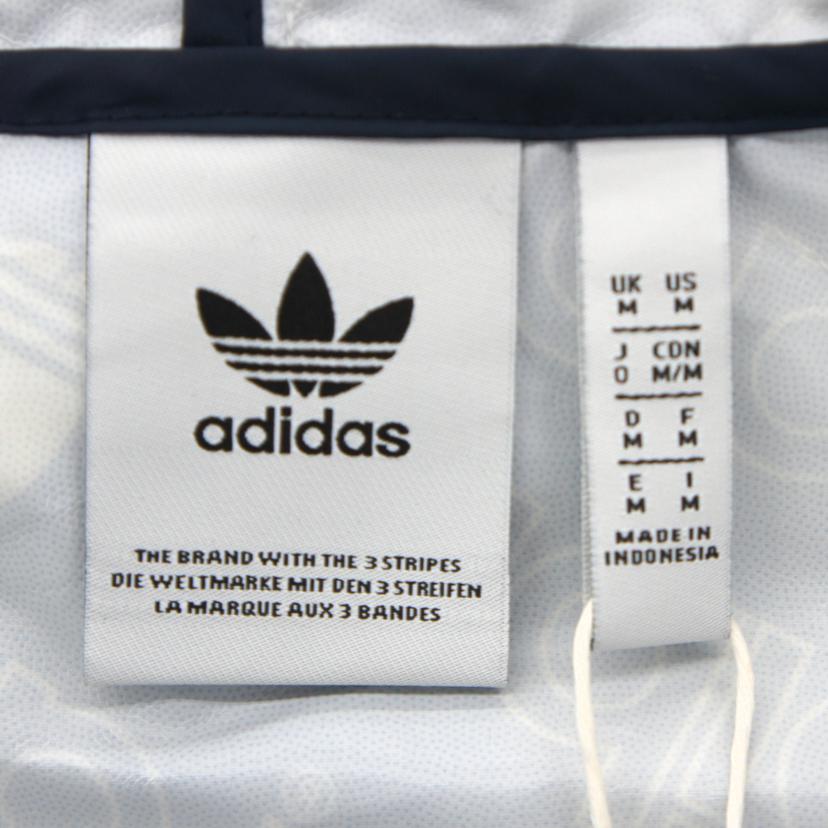 adidas
THE BRAND WITH THE 3 STRIPES
DIE WELTMARKE MIT DEN 3 STREIFEN
LA MARQUE AUX 3 BANDES
UK US
M M
J CDN
O M/M
D F
M M
E I
M M
MADE IN
INDONESIA